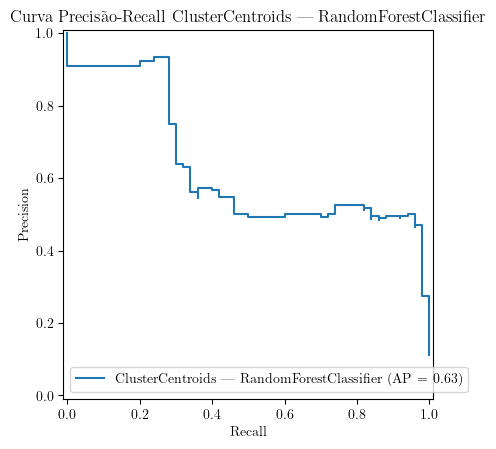 Curva Precisão-Recall ClusterCentroids — RandomForestClassifier
1.0
0.8
0.6
0.4
0.2
0.0
Precision
ClusterCentroids — RandomForestClassifier (AP = 0.63)
0.0 0.2 0.4 0.6 0.8 1.0
Recall